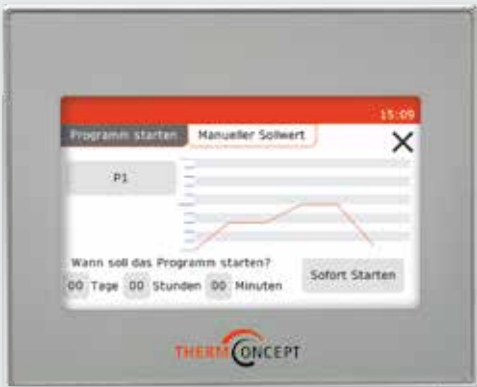 15:09
Programm starten Manueller Sollwert
P1
Wann soll das Programm starten?
00 Tage 00 Stunden 00 Minuten
Sofort Starten
THERMCONCEPT